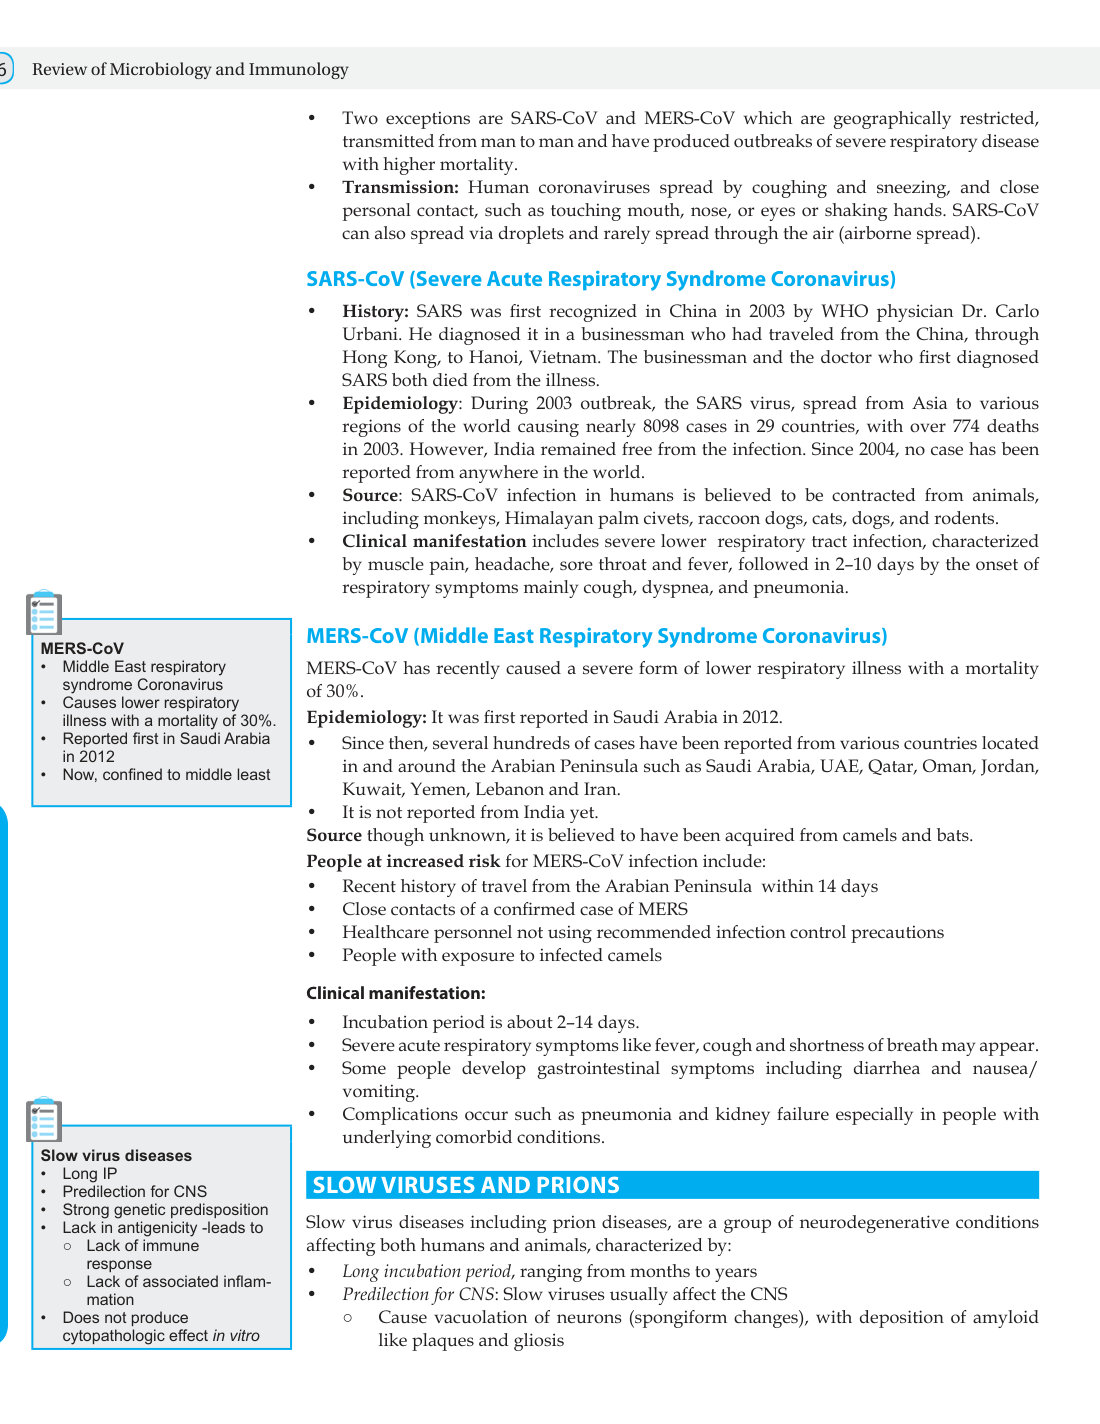 6 Review of Microbiology and Immunology
• Two exceptions are SARS-CoV and MERS-CoV which are geographically restricted,
transmitted from man to man and have produced outbreaks of severe respiratory disease
with higher mortality.
• Transmission: Human coronaviruses spread by coughing and sneezing, and close
personal contact, such as touching mouth, nose, or eyes or shaking hands. SARS-CoV
can also spread via droplets and rarely spread through the air (airborne spread).
SARS-CoV (Severe Acute Respiratory Syndrome Coronavirus)
• History: SARS was first recognized in China in 2003 by WHO physician Dr. Carlo
Urbani. He diagnosed it in a businessman who had traveled from the China, through
Hong Kong, to Hanoi, Vietnam. The businessman and the doctor who first diagnosed
SARS both died from the illness.
• Epidemiology: During 2003 outbreak, the SARS virus, spread from Asia to various
regions of the world causing nearly 8098 cases in 29 countries, with over 774 deaths
in 2003. However, India remained free from the infection. Since 2004, no case has been
reported from anywhere in the world.
• Source: SARS-CoV infection in humans is believed to be contracted from animals,
including monkeys, Himalayan palm civets, raccoon dogs, cats, dogs, and rodents.
• Clinical manifestation includes severe lower respiratory tract infection, characterized
by muscle pain, headache, sore throat and fever, followed in 2–10 days by the onset of
respiratory symptoms mainly cough, dyspnea, and pneumonia.
MERS-CoV
• Middle East respiratory
syndrome Coronavirus
• Causes lower respiratory
illness with a mortality of 30%.
• Reported first in Saudi Arabia
in 2012
• Now, confined to middle least
MERS-CoV (Middle East Respiratory Syndrome Coronavirus)
MERS-CoV has recently caused a severe form of lower respiratory illness with a mortality
of 30%.
Epidemiology: It was first reported in Saudi Arabia in 2012.
• Since then, several hundreds of cases have been reported from various countries located
in and around the Arabian Peninsula such as Saudi Arabia, UAE, Qatar, Oman, Jordan,
Kuwait, Yemen, Lebanon and Iran.
• It is not reported from India yet.
Source though unknown, it is believed to have been acquired from camels and bats.
People at increased risk for MERS-CoV infection include:
• Recent history of travel from the Arabian Peninsula within 14 days
• Close contacts of a confirmed case of MERS
• Healthcare personnel not using recommended infection control precautions
• People with exposure to infected camels
Clinical manifestation:
• Incubation period is about 2–14 days.
• Severe acute respiratory symptoms like fever, cough and shortness of breath may appear.
• Some people develop gastrointestinal symptoms including diarrhea and nausea/
vomiting.
• Complications occur such as pneumonia and kidney failure especially in people with
underlying comorbid conditions.
Slow virus diseases
• Long IP
• Predilection for CNS
• Strong genetic predisposition
• Lack in antigenicity -leads to
○ Lack of immune
response
○ Lack of associated inflam-
mation
• Does not produce
cytopathologic effect in vitro
SLOW VIRUSES AND PRIONS
Slow virus diseases including prion diseases, are a group of neurodegenerative conditions
affecting both humans and animals, characterized by:
• Long incubation period, ranging from months to years
• Predilection for CNS: Slow viruses usually affect the CNS
○ Cause vacuolation of neurons (spongiform changes), with deposition of amyloid
like plaques and gliosis